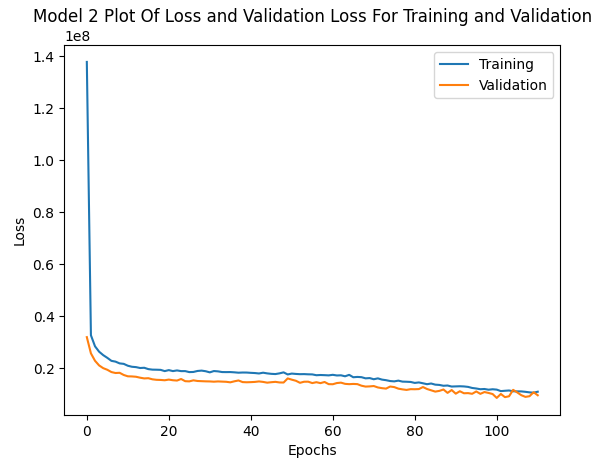 Model 2 Plot Of Loss and Validation Loss For Training and Validation
1e8
1.4
1.2
1.0
0.8
0.6
0.4
0.2
Loss
Training
Validation
0 20 40 60 80 100
Epochs